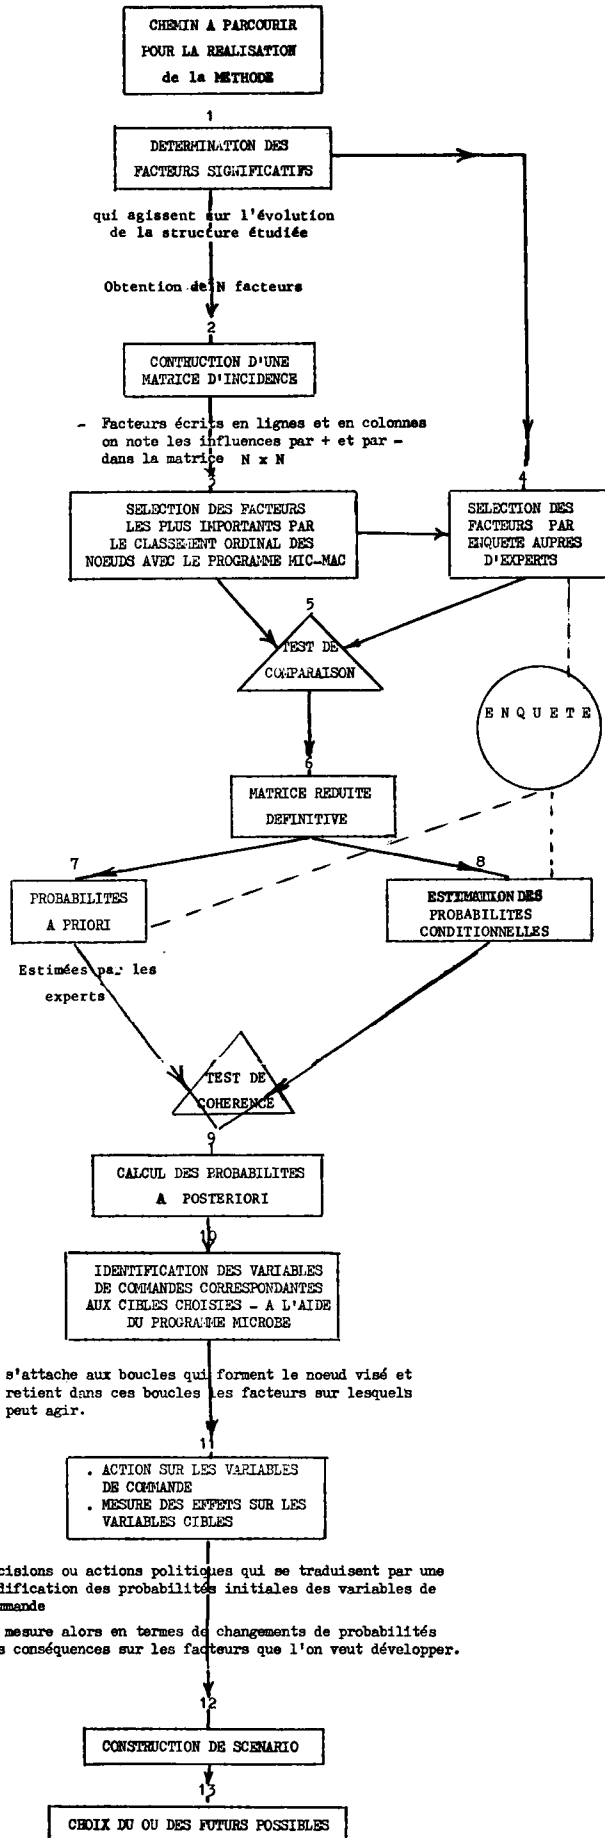 CHEMIN A PARCOURIR
POUR LA REALISATION
de la METHODE
1
DETERMINATION DES
FACTEURS SIGNIFICATIFS
qui agissent sur l'évolution
de la structure étudiée
Obtention de N facteurs
2
CONTRUCTION D'UNE
MATRICE D'INCIDENCE
- Facteurs écrits en lignes et en colonnes
on note les influences par + et par -
dans la matrice N x N
3
SELECTION DES FACTEURS
LES PLUS IMPORTANTS PAR
LE CLASSEMENT ORDINAL DES
NOEUDS AVEC LE PROGRAMME MIC-MAC
4
SELECTION DES
FACTEURS PAR
ENQUETE AUPRES
D'EXPERTS
5
TEST DE
COMPARAISON
ENQUETE
6
MATRICE REDUITE
DEFINITIVE
7
PROBABILITES
A PRIORI
8
ESTIMATION DES
PROBABILITES
CONDITIONNELLES
Estimées par les
experts
TEST DE
COHERENCE
9
CALCUL DES PROBABILITES
A POSTERIORI
10
IDENTIFICATION DES VARIABLES
DE COMMANDES CORRESPONDANTES
AUX CIBLES CHOISIES - A L'AIDE
DU PROGRAMME MICROBE
s'attache aux boucles qui forment le noeud visé et
retient dans ces boucles les facteurs sur lesquels
peut agir.
11
. ACTION SUR LES VARIABLES
DE COMMANDE
. MESURE DES EFFETS SUR LES
VARIABLES CIBLES
cisions ou actions politiques qui se traduisent par une
dification des probabilités initiales des variables de
mmande
mesure alors en termes de changements de probabilités
s conséquences sur les facteurs que l'on veut développer.
12
CONSTRUCTION DE SCENARIO
13
CHOIX DU OU DES FUTURS POSSIBLES